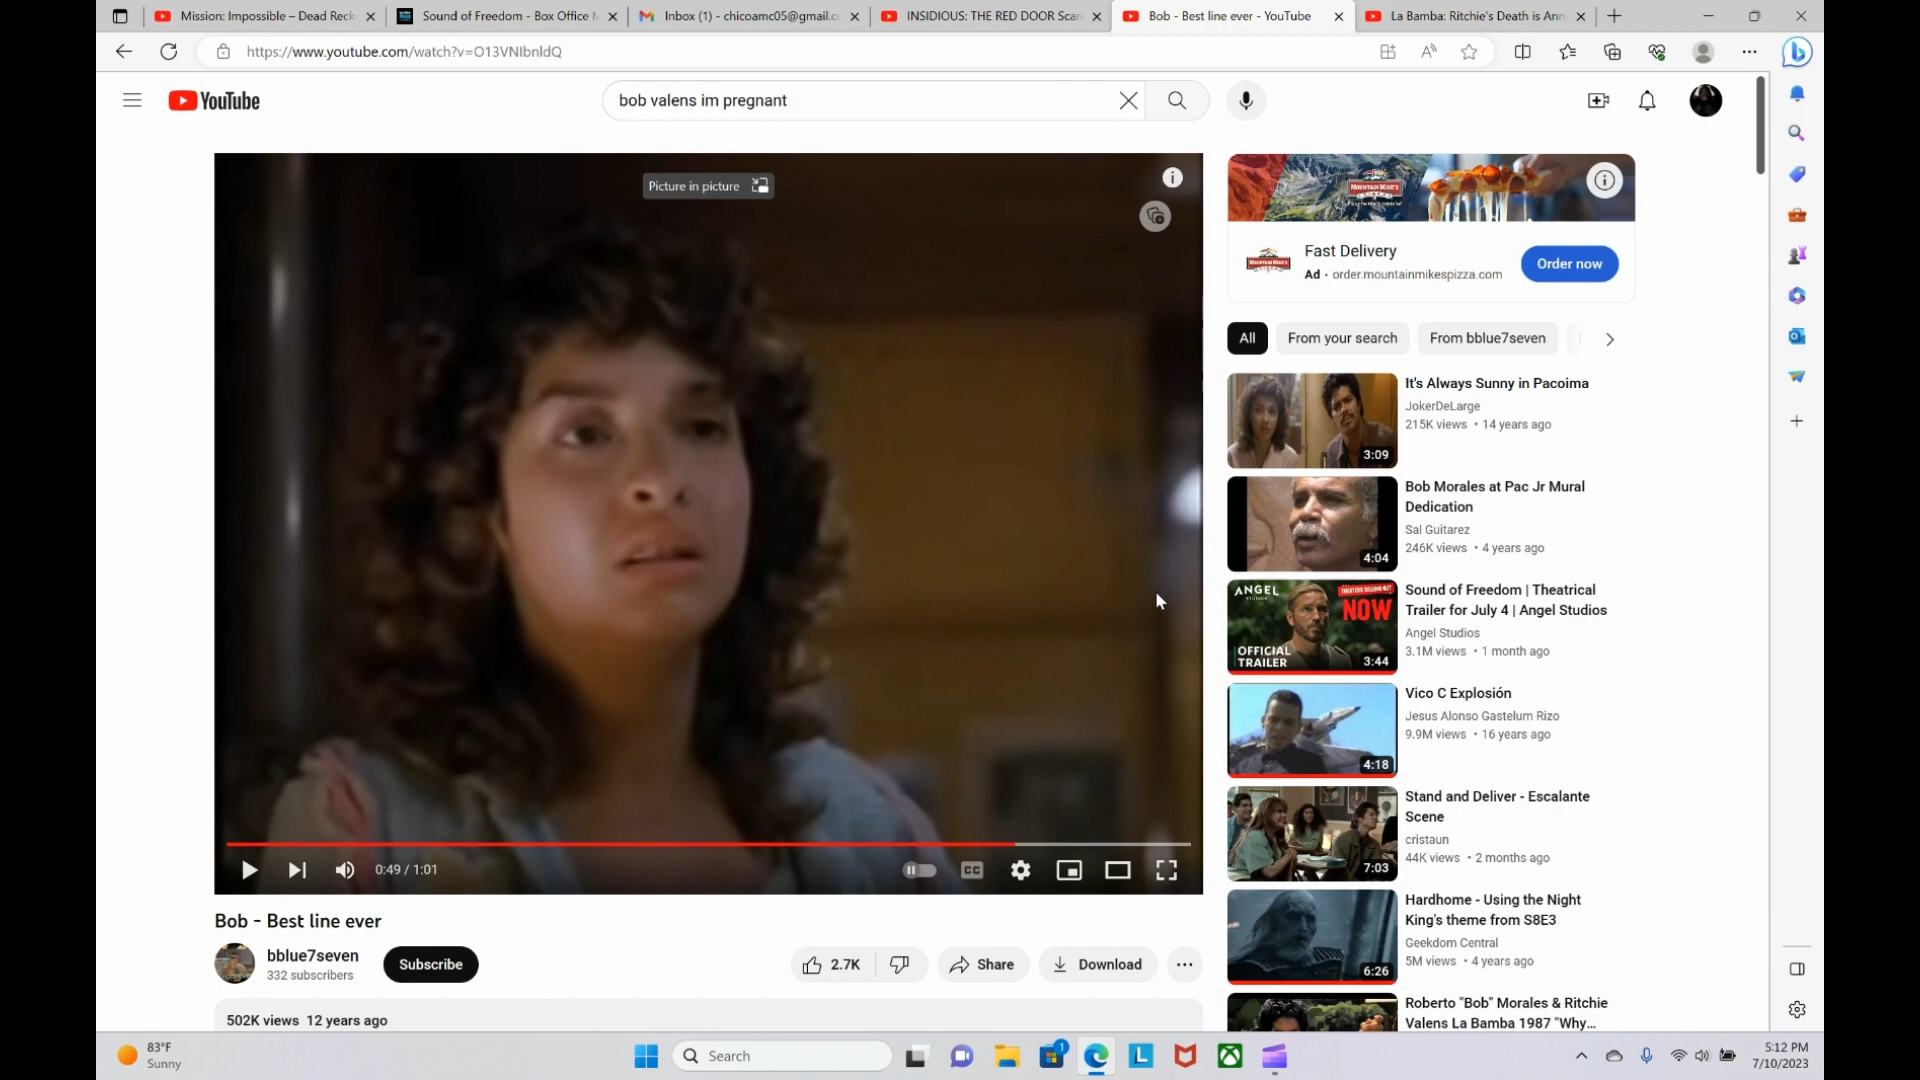 Mission: Impossible – Dead Reck
Sound of Freedom - Box Office M
Inbox (1) - chicoamc05@gmail.c
INSIDIOUS: THE RED DOOR Scar
Bob - Best line ever - YouTube
La Bamba: Ritchie's Death is Ann
https://www.youtube.com/watch?v=O13VNIbnldQ
YouTube
bob valens im pregnant
Picture in picture
MOUNTAIN MIKE'S
Fast Delivery
Ad · order.mountainmikespizza.com
Order now
All
From your search
From bblue7seven
It's Always Sunny in Pacoima
JokerDeLarge
215K views • 14 years ago
3:09
Bob Morales at Pac Jr Mural
Dedication
Sal Guitarez
246K views • 4 years ago
4:04
ANGEL
STUDIOS
NOW
OFFICIAL
TRAILER
3:44
Sound of Freedom | Theatrical
Trailer for July 4 | Angel Studios
Angel Studios
3.1M views • 1 month ago
Vico C Explosión
Jesus Alonso Gastelum Rizo
9.9M views • 16 years ago
4:18
Stand and Deliver - Escalante
Scene
cristaun
44K views • 2 months ago
7:03
Hardhome - Using the Night
King's theme from S8E3
Geekdom Central
5M views • 4 years ago
6:26
Roberto "Bob" Morales & Ritchie
Valens La Bamba 1987 "Why...
0:49 / 1:01
CC
Bob - Best line ever
bblue7seven
332 subscribers
Subscribe
2.7K
Share
Download
502K views 12 years ago
83°F
Sunny
Search
1
L
5:12 PM
7/10/2023